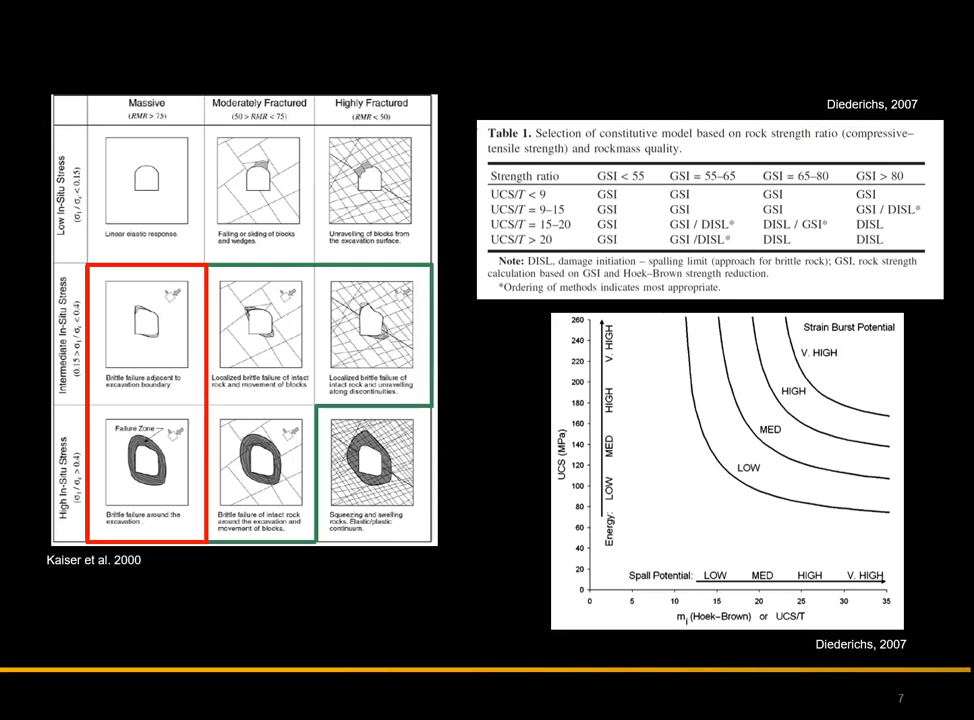 Massive
Moderately Fractured
Highly Fractured
(RMR > 75)
(50 > RMR < 75)
(RMR < 50)
Low In-Situ Stress
(σ₁ / σc < 0.15)
Linear elastic response.
Falling or sliding of blocks
and wedges.
Unravelling of blocks from
the excavation surface.
Intermediate In-Situ Stress
(0.15 > σ₁ / σc < 0.4)
Brittle failure adjacent to
excavation boundary.
Localized brittle failure of intact
rock and movement of blocks.
Localized brittle failure of
intact rock and unravelling
along discontinuities.
High In-Situ Stress
(σ₁ / σc > 0.4)
Failure Zone
Brittle failure around the
excavation .
Brittle failure of intact rock
around the excavation and
movement of blocks.
Squeezing and swelling
rocks. Elastic/plastic
continuum.
Kaiser et al. 2000
Diederichs, 2007
Table 1. Selection of constitutive model based on rock strength ratio (compressive–
tensile strength) and rockmass quality.
Strength ratio GSI < 55 GSI = 55–65 GSI = 65–80 GSI > 80
UCS/T < 9 GSI GSI GSI GSI
UCS/T = 9–15 GSI GSI GSI GSI / DISL*
UCS/T = 15–20 GSI GSI / DISL* DISL / GSI* DISL
UCS/T > 20 GSI GSI /DISL* DISL DISL
Note: DISL, damage initiation – spalling limit (approach for brittle rock); GSI, rock strength
calculation based on GSI and Hoek–Brown strength reduction.
*Ordering of methods indicates most appropriate.
Strain Burst Potential
V. HIGH
HIGH
MED
LOW
UCS (MPa)
260
240
220
200
180
160
140
120
100
80
60
40
20
0
Energy: LOW MED HIGH V. HIGH
Spall Potential: LOW MED HIGH V. HIGH
0 5 10 15 20 25 30 35
mi (Hoek–Brown) or UCS/T
Diederichs, 2007
7